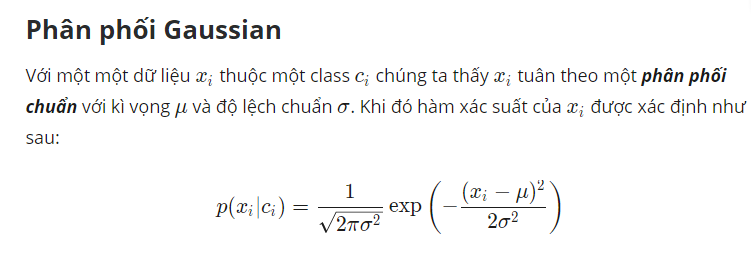 Phân phối Gaussian
Với một một dữ liệu $x_i$ thuộc một class $c_i$ chúng ta thấy $x_i$ tuân theo một phân phối
chuẩn với kì vọng $\mu$ và độ lệch chuẩn $\sigma$. Khi đó hàm xác suất của $x_i$ được xác định như
sau:
$p(x_i|c_i) = \frac{1}{\sqrt{2\pi\sigma^2}} \exp\left(-\frac{(x_i - \mu)^2}{2\sigma^2}\right)$